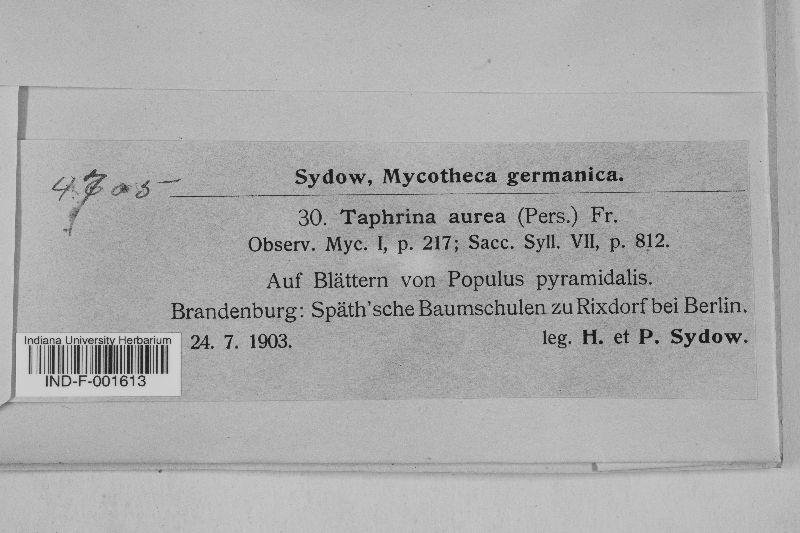 Sydow, Mycotheca germanica.
30. Taphrina aurea (Pers.) Fr.
Observ. Myc. I, p. 217; Sacc. Syll. VII, p. 812.
Auf Blättern von Populus pyramidalis.
Brandenburg: Späth'sche Baumschulen zu Rixdorf bei Berlin.
24. 7. 1903. leg. H. et P. Sydow.
Indiana University Herbarium
IND-F-001613